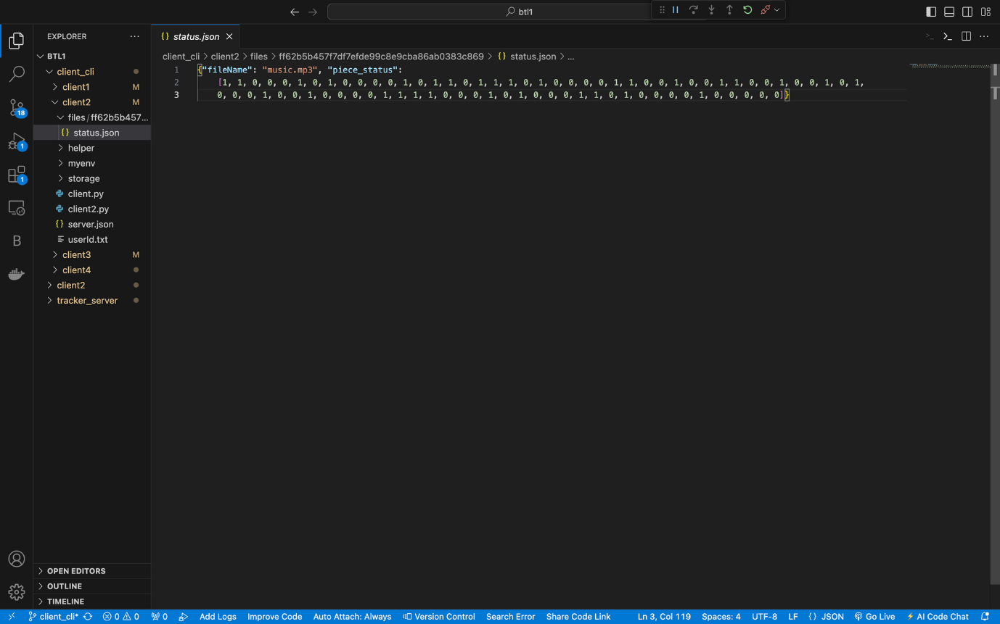 btl1
EXPLORER
status.json
BTL1
client_cli
client1 M
client2 M
files/ff62b5b457...
status.json
helper
myenv
storage
client.py
client2.py
server.json
userId.txt
client3 M
client4
client2
tracker_server
18
1
1
B
client_cli > client2 > files > ff62b5b457f7df7efde99c8e9cba86ab0383c869 > {} status.json > ...
1 {"fileName": "music.mp3", "piece_status":
2 [1, 1, 0, 0, 0, 1, 0, 1, 0, 0, 0, 0, 1, 0, 1, 1, 0, 1, 1, 1, 0, 1, 0, 0, 0, 0, 1, 1, 0, 0, 1, 0, 0, 1, 1, 0, 0, 1, 0, 0, 1, 0, 1,
3 0, 0, 0, 1, 0, 0, 1, 0, 0, 0, 0, 1, 1, 1, 1, 0, 0, 0, 1, 0, 1, 0, 0, 0, 1, 1, 0, 1, 0, 0, 0, 0, 1, 0, 0, 0, 0, 0]}
OPEN EDITORS
OUTLINE
TIMELINE
client_cli* 0 0 0 Add Logs Improve Code Auto Attach: Always Version Control Search Error Share Code Link Ln 3, Col 119 Spaces: 4 UTF-8 LF {} JSON Go Live AI Code Chat